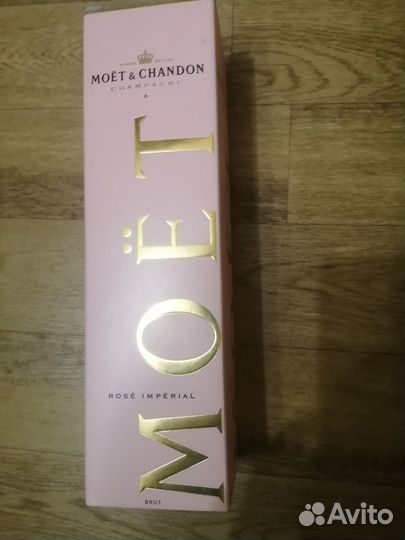 MOËT & CHANDON
CHAMPAGNE
MOËT
ROSÉ IMPÉRIAL
BRUT
Avito